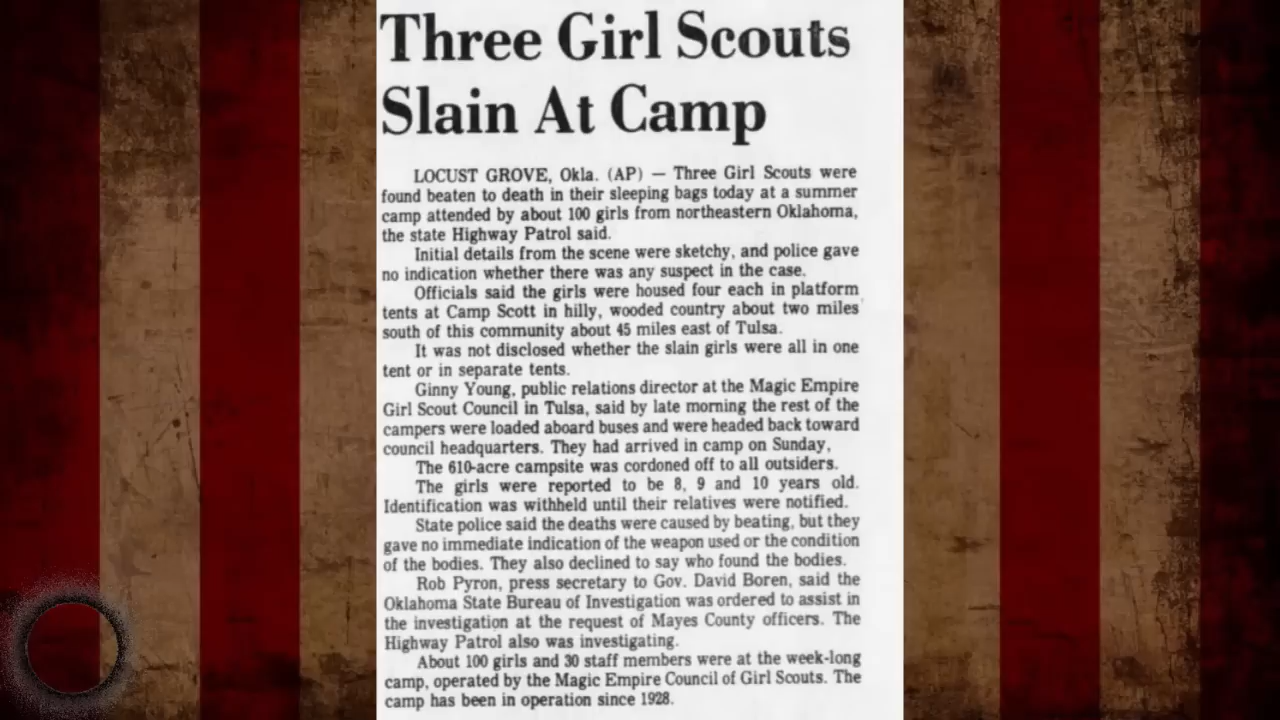 Three Girl Scouts
Slain At Camp
LOCUST GROVE, Okla. (AP) — Three Girl Scouts were
found beaten to death in their sleeping bags today at a summer
camp attended by about 100 girls from northeastern Oklahoma,
the state Highway Patrol said.
Initial details from the scene were sketchy, and police gave
no indication whether there was any suspect in the case.
Officials said the girls were housed four each in platform
tents at Camp Scott in hilly, wooded country about two miles
south of this community about 45 miles east of Tulsa.
It was not disclosed whether the slain girls were all in one
tent or in separate tents.
Ginny Young, public relations director at the Magic Empire
Girl Scout Council in Tulsa, said by late morning the rest of the
campers were loaded aboard buses and were headed back toward
council headquarters. They had arrived in camp on Sunday,
The 610-acre campsite was cordoned off to all outsiders.
The girls were reported to be 8, 9 and 10 years old.
Identification was withheld until their relatives were notified.
State police said the deaths were caused by beating, but they
gave no immediate indication of the weapon used or the condition
of the bodies. They also declined to say who found the bodies.
Rob Pyron, press secretary to Gov. David Boren, said the
Oklahoma State Bureau of Investigation was ordered to assist in
the investigation at the request of Mayes County officers. The
Highway Patrol also was investigating.
About 100 girls and 30 staff members were at the week-long
camp, operated by the Magic Empire Council of Girl Scouts. The
camp has been in operation since 1928.